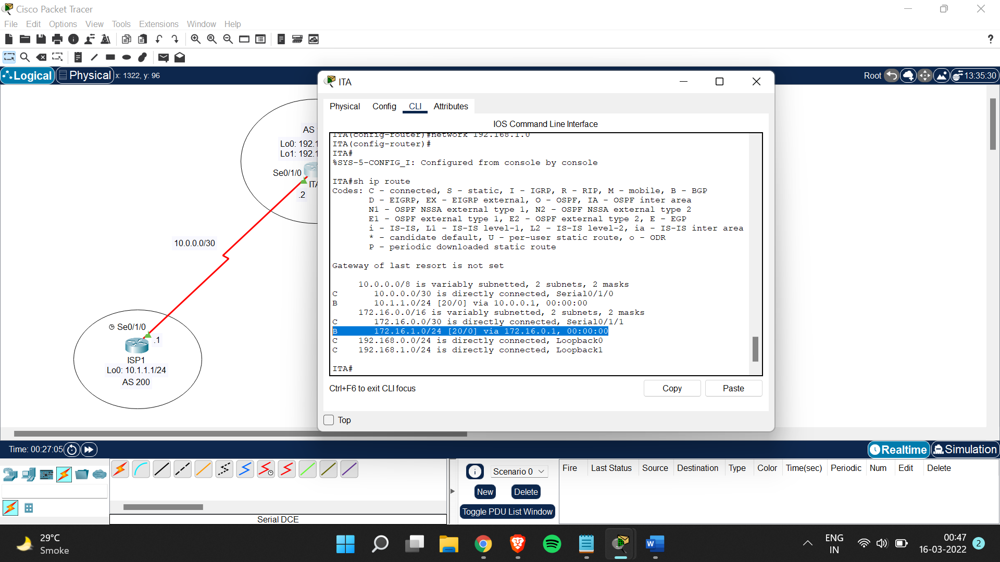 Cisco Packet Tracer
File Edit Options View Tools Extensions Window Help
?
Logical Physical x: 1322, y: 96
Root 13:35:30
ITA
Physical Config CLI Attributes
IOS Command Line Interface
ITA(config-router)#network 192.168.1.0
ITA(config-router)#
ITA#
%SYS-5-CONFIG_I: Configured from console by console
ITA#sh ip route
Codes: C - connected, S - static, I - IGRP, R - RIP, M - mobile, B - BGP
D - EIGRP, EX - EIGRP external, O - OSPF, IA - OSPF inter area
N1 - OSPF NSSA external type 1, N2 - OSPF NSSA external type 2
E1 - OSPF external type 1, E2 - OSPF external type 2, E - EGP
i - IS-IS, L1 - IS-IS level-1, L2 - IS-IS level-2, ia - IS-IS inter area
* - candidate default, U - per-user static route, o - ODR
P - periodic downloaded static route
Gateway of last resort is not set
10.0.0.0/8 is variably subnetted, 2 subnets, 2 masks
C 10.0.0.0/30 is directly connected, Serial0/1/0
B 10.1.1.0/24 [20/0] via 10.0.0.1, 00:00:00
172.16.0.0/16 is variably subnetted, 2 subnets, 2 masks
C 172.16.0.0/30 is directly connected, Serial0/1/1
B 172.16.1.0/24 [20/0] via 172.16.0.1, 00:00:00
C 192.168.0.0/24 is directly connected, Loopback0
C 192.168.1.0/24 is directly connected, Loopback1
ITA#
Ctrl+F6 to exit CLI focus
Copy Paste
Top
AS
Lo0: 192.1
Lo1: 192.1
Se0/1/0
ITA
.2
10.0.0.0/30
Se0/1/0
.1
ISP1
Lo0: 10.1.1.1/24
AS 200
Time: 00:27:05
Realtime Simulation
Scenario 0
New Delete
Toggle PDU List Window
Fire Last Status Source Destination Type Color Time(sec) Periodic Num Edit Delete
Serial DCE
29°C
Smoke
W
ENG
IN
00:47
16-03-2022
2